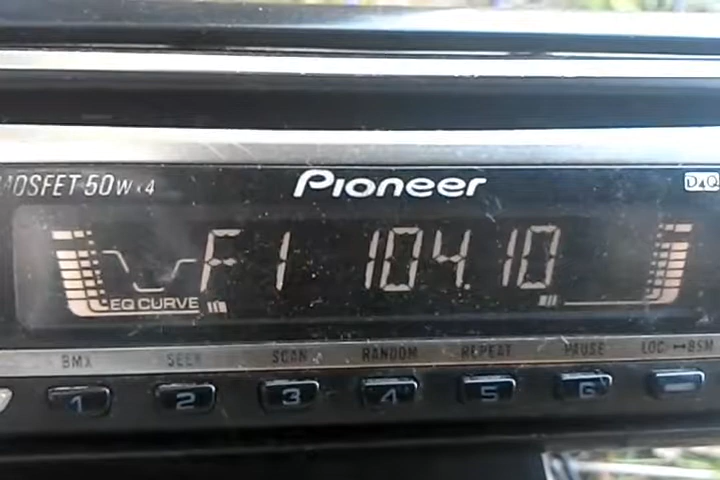 MOSFET 50W×4
Pioneer
D4Q
F1 104.10
EQ CURVE
BMX SEEK SCAN RANDOM REPEAT PAUSE LOC ↔ BSM
1 2 3 4 5 6